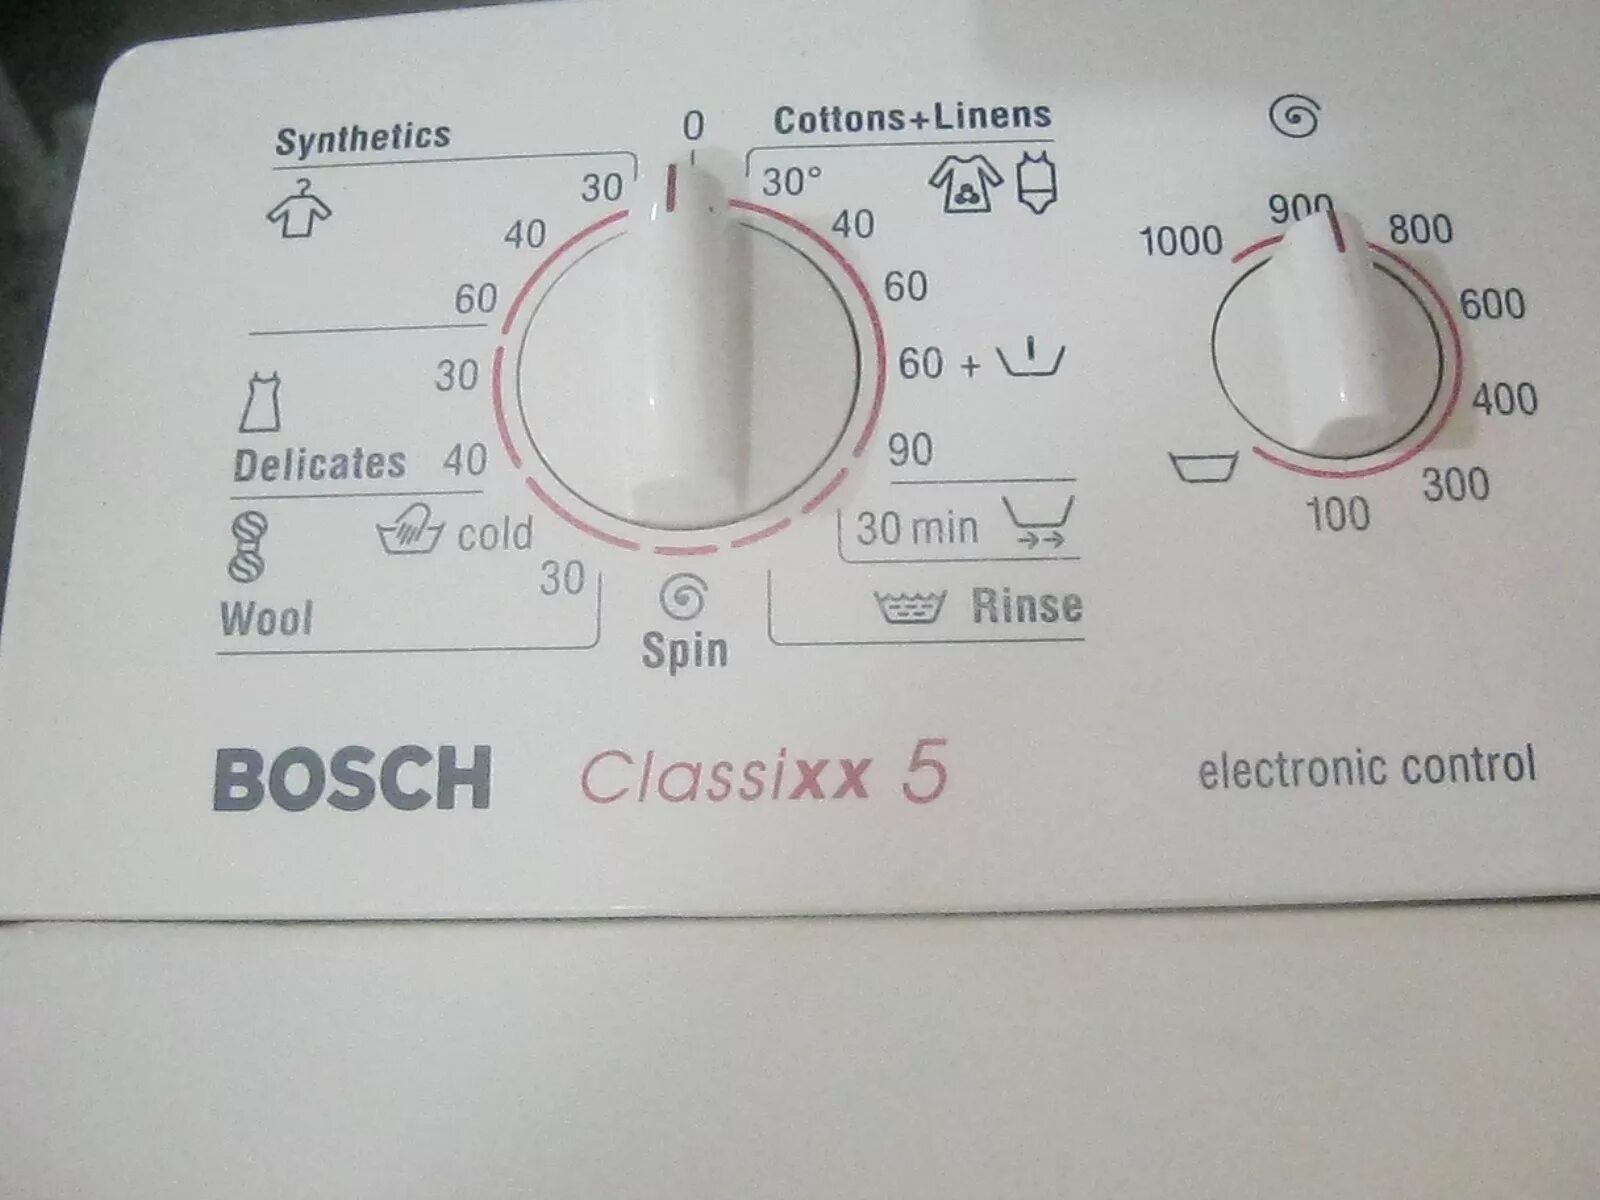 Synthetics
0
Cottons+Linens
30
40
60
30
Delicates 40
cold
30
Wool
30°
40
60
60 +
90
30 min
Rinse
Spin
1000
900
800
600
400
300
100
BOSCH
Classixx 5
electronic control